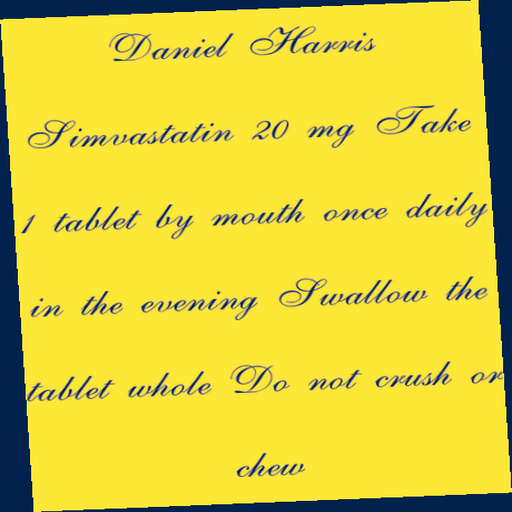 Daniel Harris
Simvastatin 20 mg Take
1 tablet by mouth once daily
in the evening Swallow the
tablet whole Do not crush or
chew